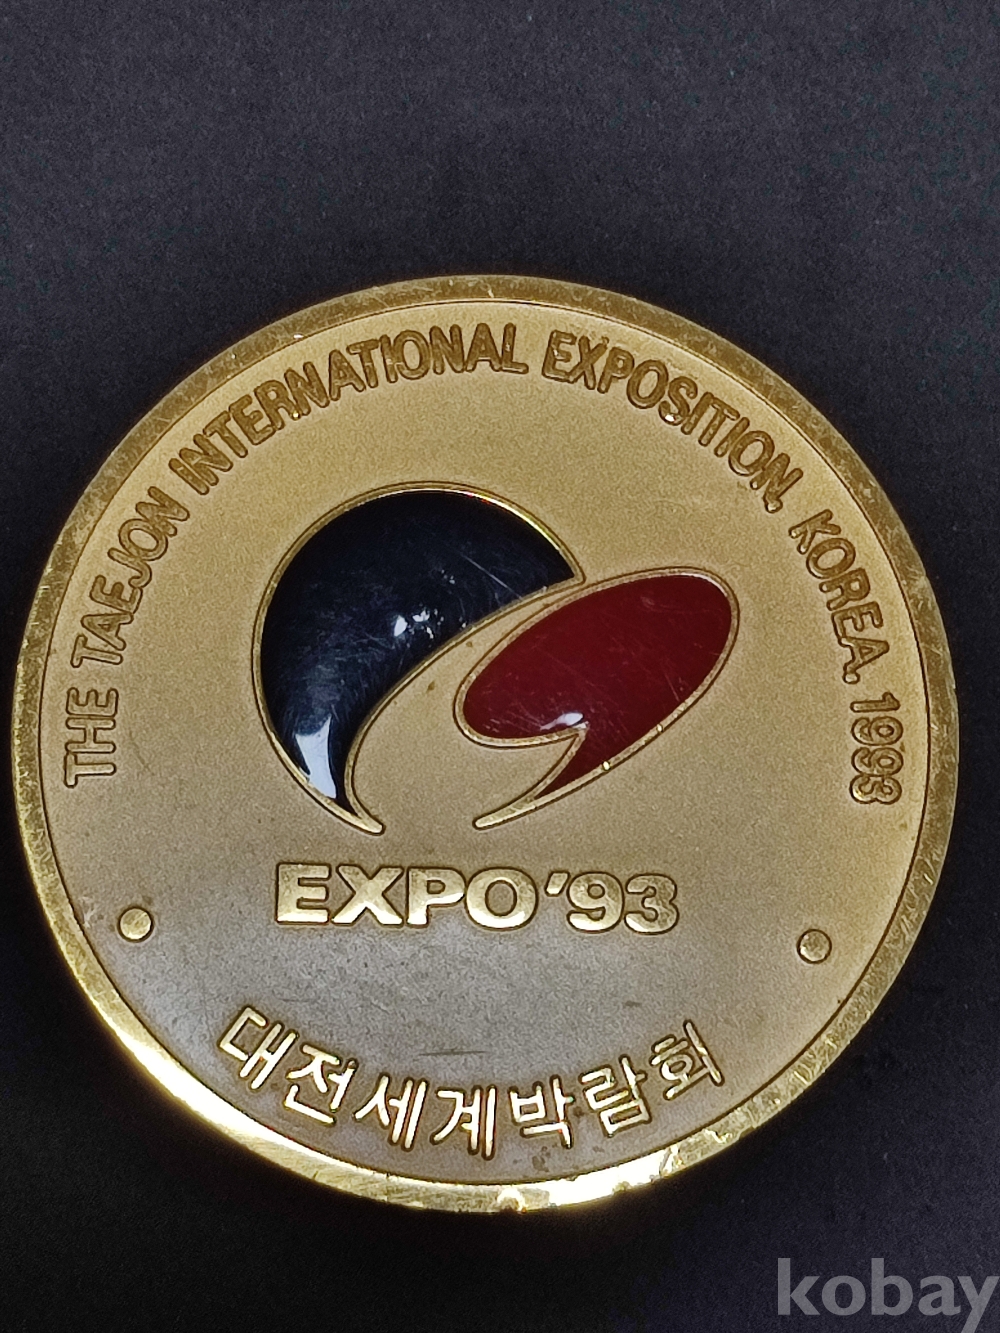 THE TAEJON INTERNATIONAL EXPOSITION, KOREA. 1993
EXPO '93
대전세계박람회
kobay